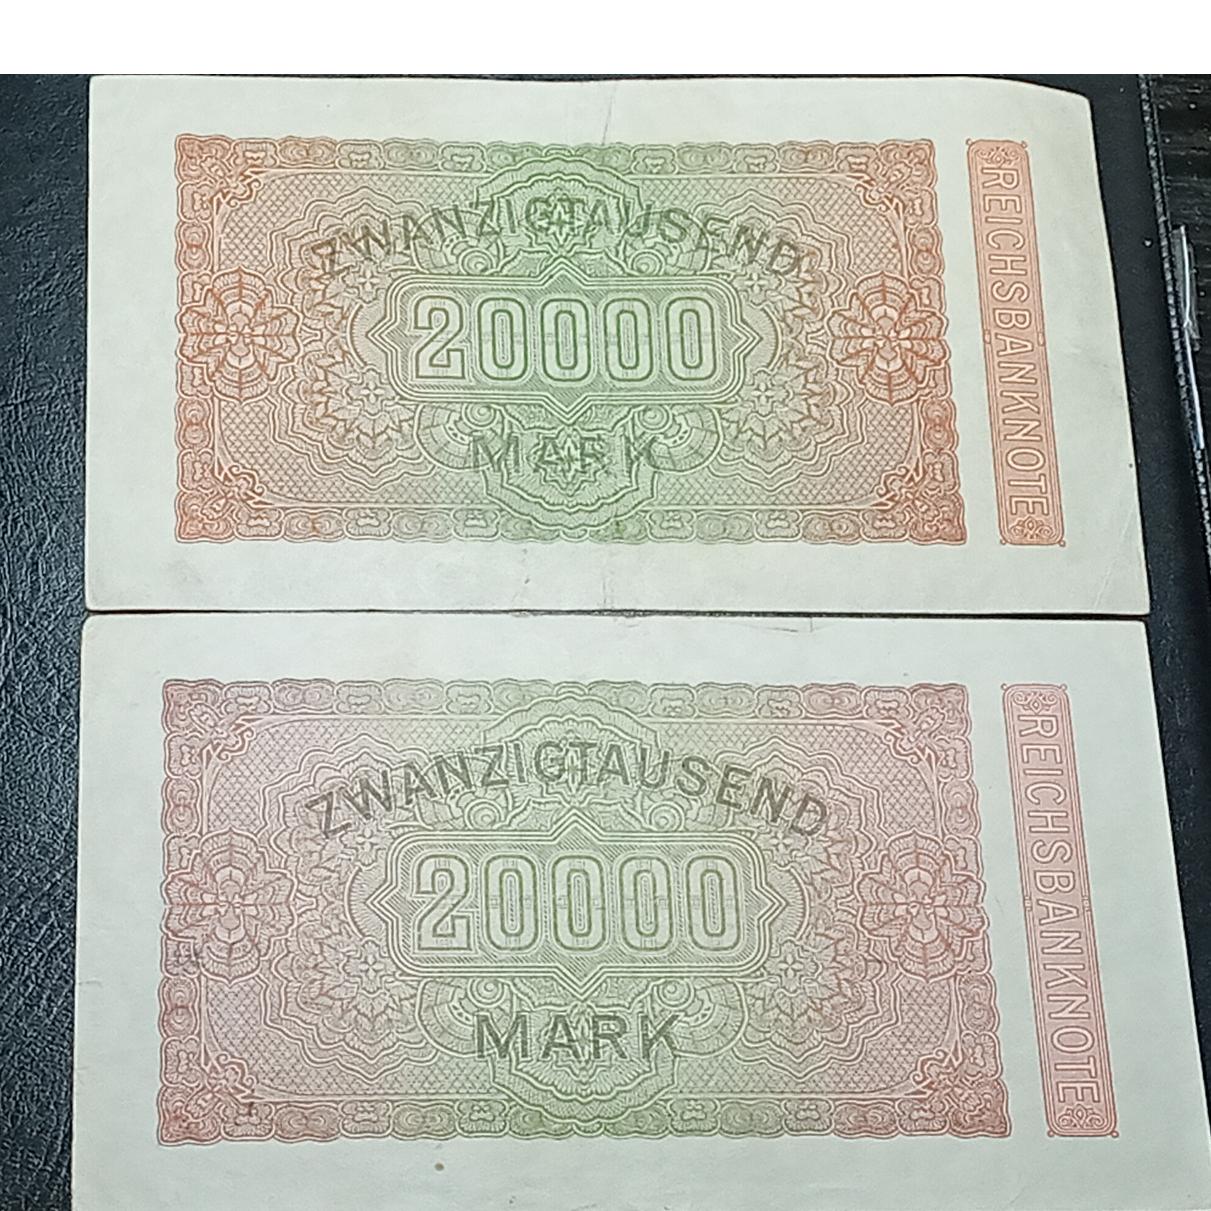 ZWANZIGTAUSEND
20000
MARK
REICHSBANKNOTE
ZWANZIGTAUSEND
20000
MARK
REICHSBANKNOTE